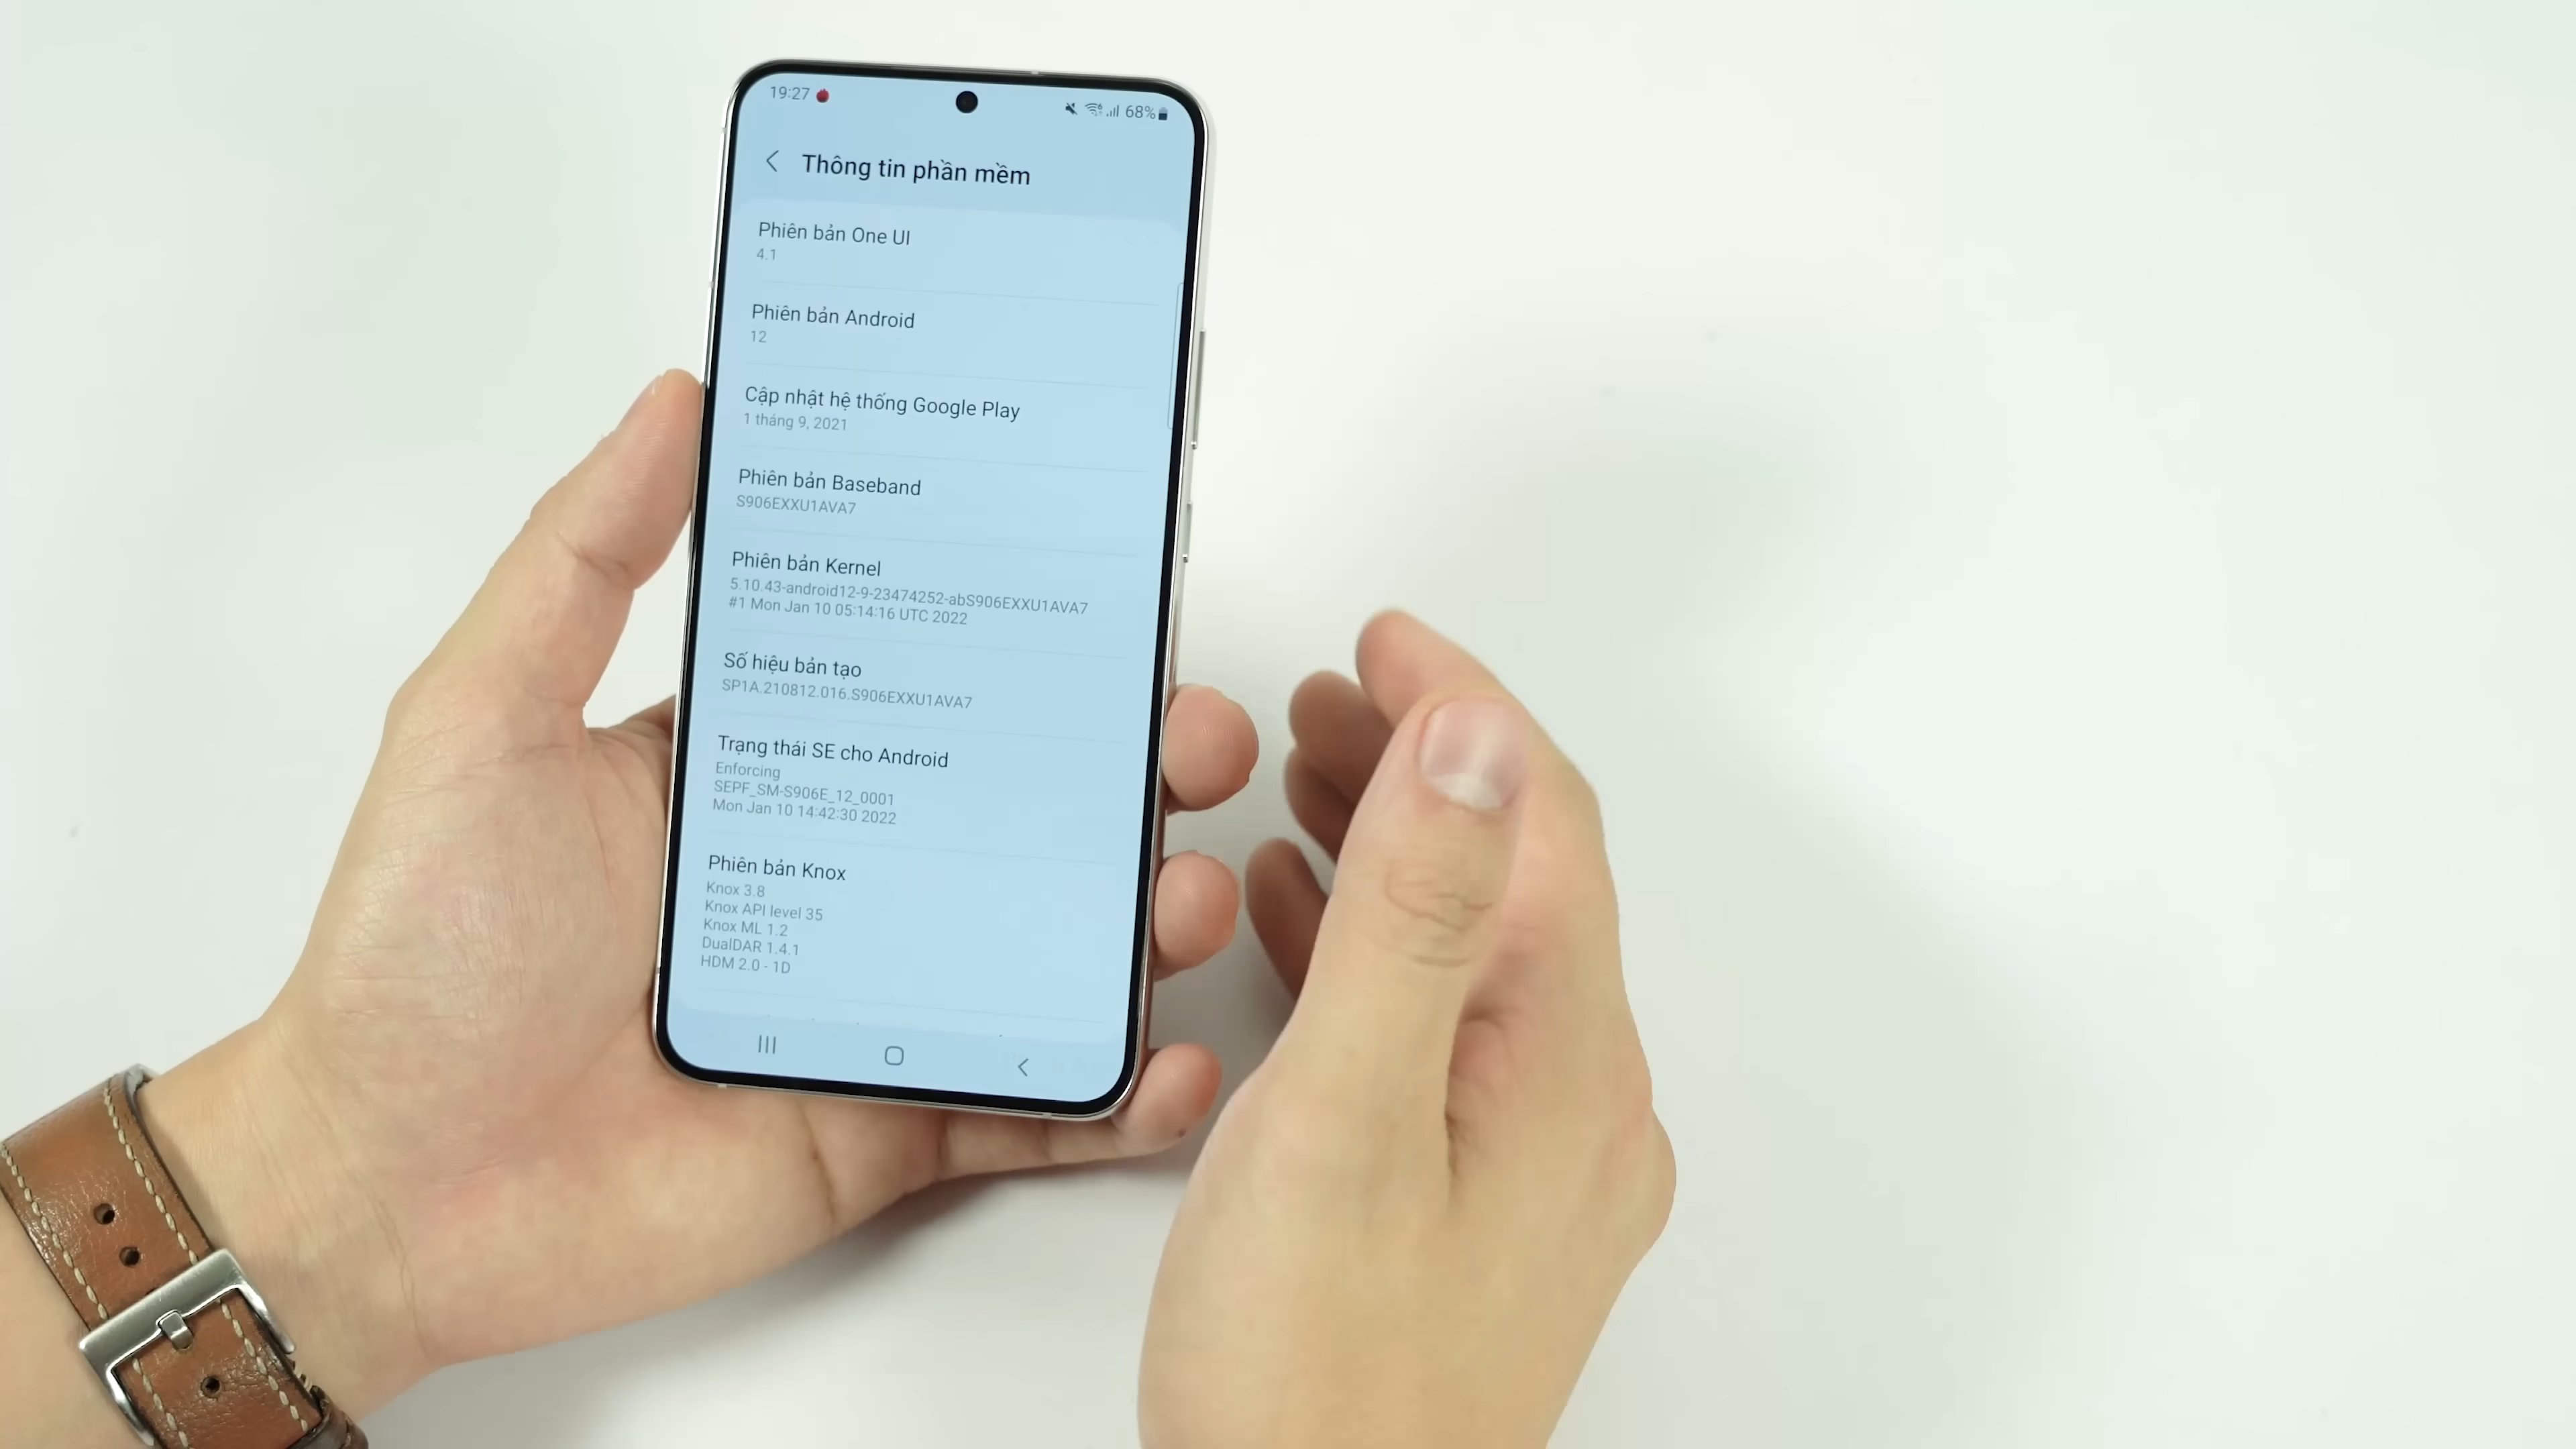 19:27 68%
Thông tin phần mềm
Phiên bản One UI
4.1
Phiên bản Android
12
Cập nhật hệ thống Google Play
1 tháng 9, 2021
Phiên bản Baseband
S906EXXU1AVA7
Phiên bản Kernel
5.10.43-android12-9-23474252-abS906EXXU1AVA7
#1 Mon Jan 10 05:14:16 UTC 2022
Số hiệu bản tạo
SP1A.210812.016.S906EXXU1AVA7
Trạng thái SE cho Android
Enforcing
SEPF_SM-S906E_12_0001
Mon Jan 10 14:42:30 2022
Phiên bản Knox
Knox 3.8
Knox API level 35
Knox ML 1.2
DualDAR 1.4.1
HDM 2.0 - 1D